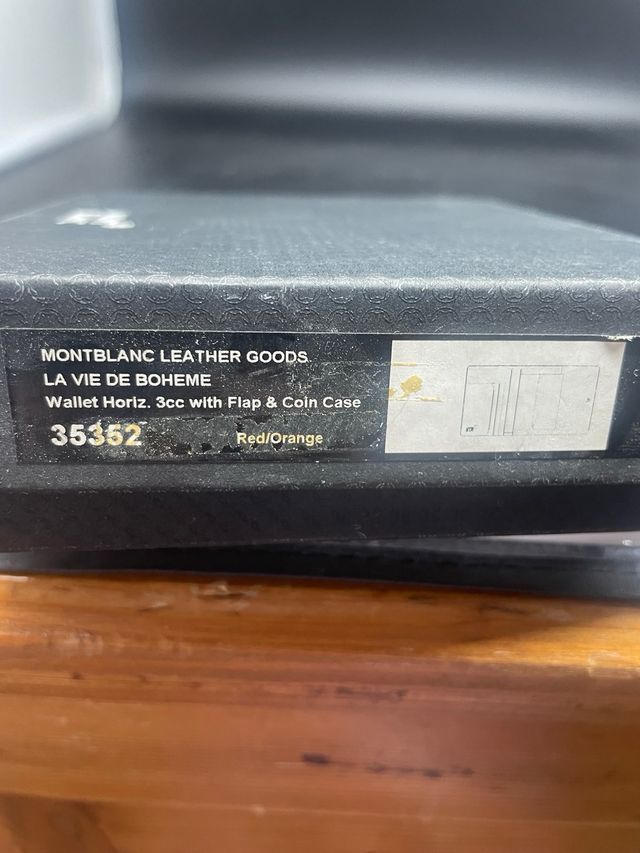 MONTBLANC LEATHER GOODS
LA VIE DE BOHEME
Wallet Horiz. 3cc with Flap & Coin Case
35352 Red/Orange